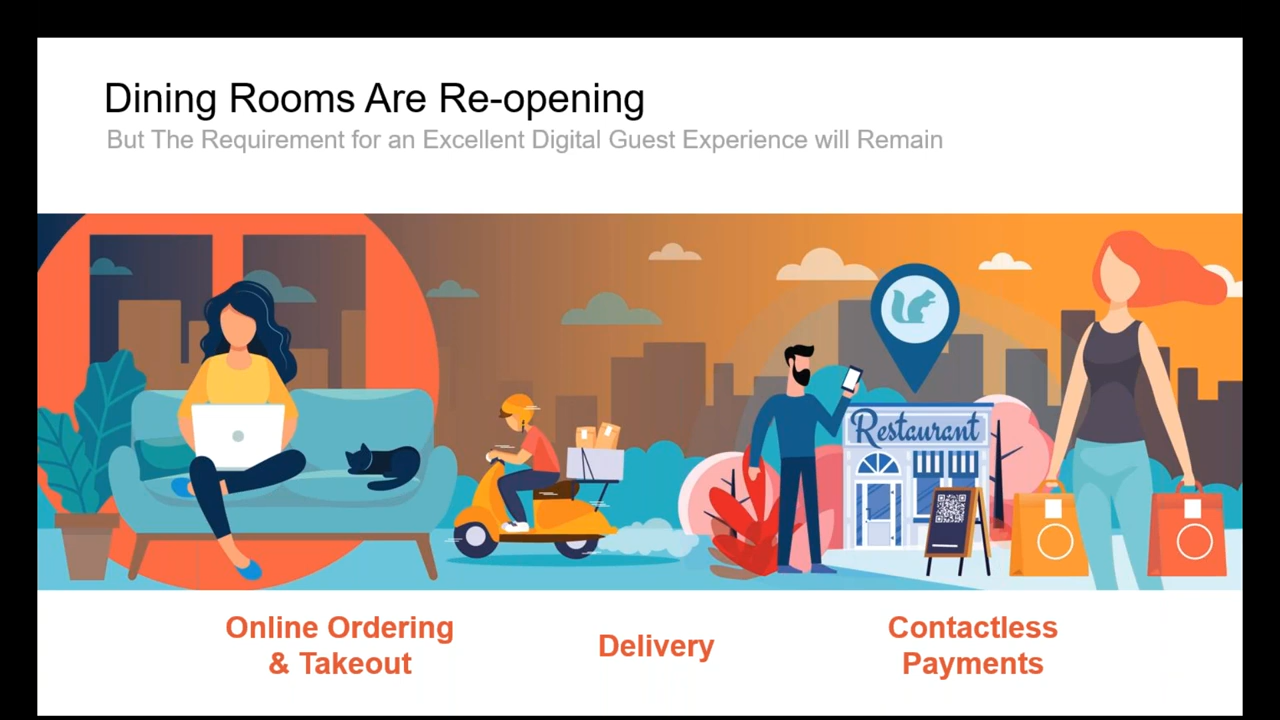 Dining Rooms Are Re-opening
But The Requirement for an Excellent Digital Guest Experience will Remain
Restaurant
Online Ordering
& Takeout
Delivery
Contactless
Payments